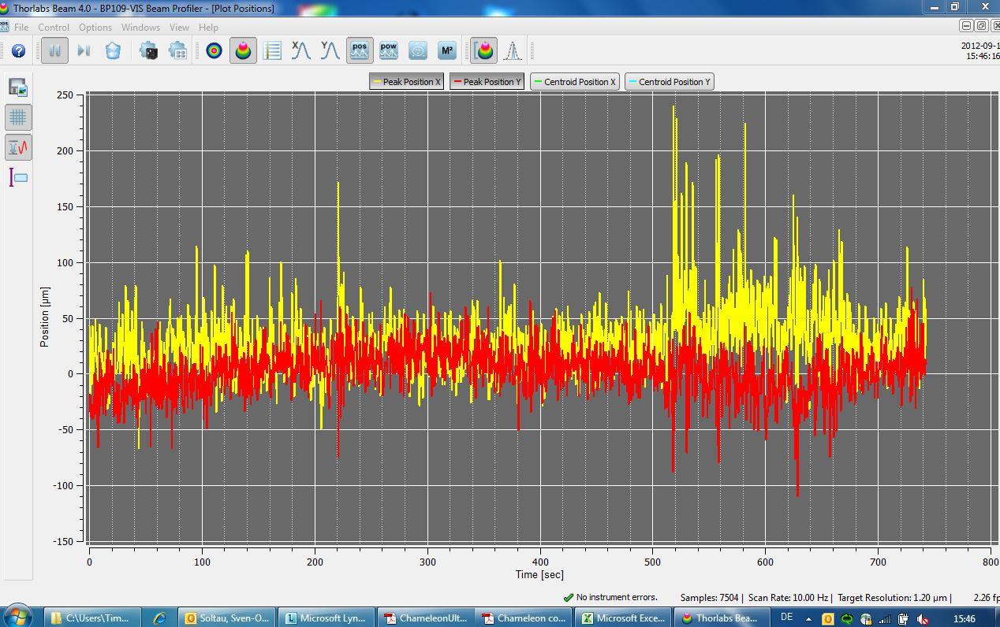 Thorlabs Beam 4.0 - BP109-VIS Beam Profiler - [Plot Positions]
File Control Options Windows View Help
? X Y pos pow M²
2012-09-1
15:46:16
Peak Position X Peak Position Y Centroid Position X Centroid Position Y
250
200
150
100
50
0
-50
-100
-150
Position [µm]
0 100 200 300 400 500 600 700 800
Time [sec]
No instrument errors. Samples: 7504 | Scan Rate: 10.00 Hz | Target Resolution: 1.20 µm | 2.26 fp
C:\Users\Tim... Soltau, Sven-O... Microsoft Lyn... ChameleonUlt... Chameleon co... Microsoft Exce... Thorlabs Bea... DE 15:46